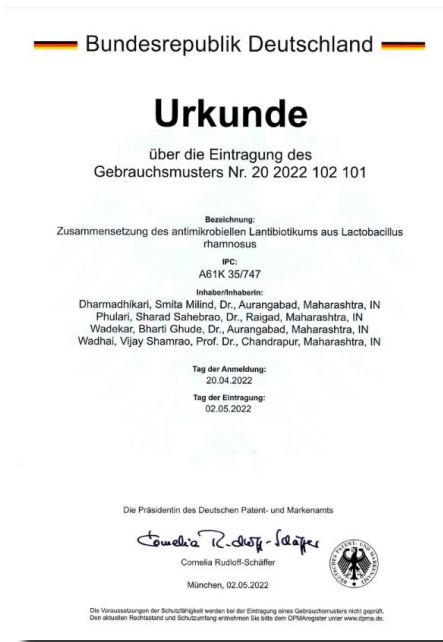 Bundesrepublik Deutschland
Urkunde
über die Eintragung des
Gebrauchsmusters Nr. 20 2022 102 101
Bezeichnung:
Zusammensetzung des antimikrobiellen Lantibiotikums aus Lactobacillus
rhamnosus
IPC:
A61K 35/747
Inhaber/Inhaberin:
Dharmadhikari, Smita Milind, Dr., Aurangabad, Maharashtra, IN
Phulari, Sharad Sahebrao, Dr., Raigad, Maharashtra, IN
Wadekar, Bharti Ghude, Dr., Aurangabad, Maharashtra, IN
Wadhai, Vijay Shamrao, Prof. Dr., Chandrapur, Maharashtra, IN
Tag der Anmeldung:
20.04.2022
Tag der Eintragung:
02.05.2022
Die Präsidentin des Deutschen Patent- und Markenamts
Cornelia Rudloff-Schäffer
Cornelia Rudloff-Schäffer
DEUTSCHES PATENT- UND MARKENAMT
München, 02.05.2022
Die Voraussetzungen der Schutzfähigkeit werden bei der Eintragung eines Gebrauchsmusters nicht geprüft.
Den aktuellen Rechtsstand und Schutzumfang entnehmen Sie bitte dem DPMAregister unter www.dpma.de.